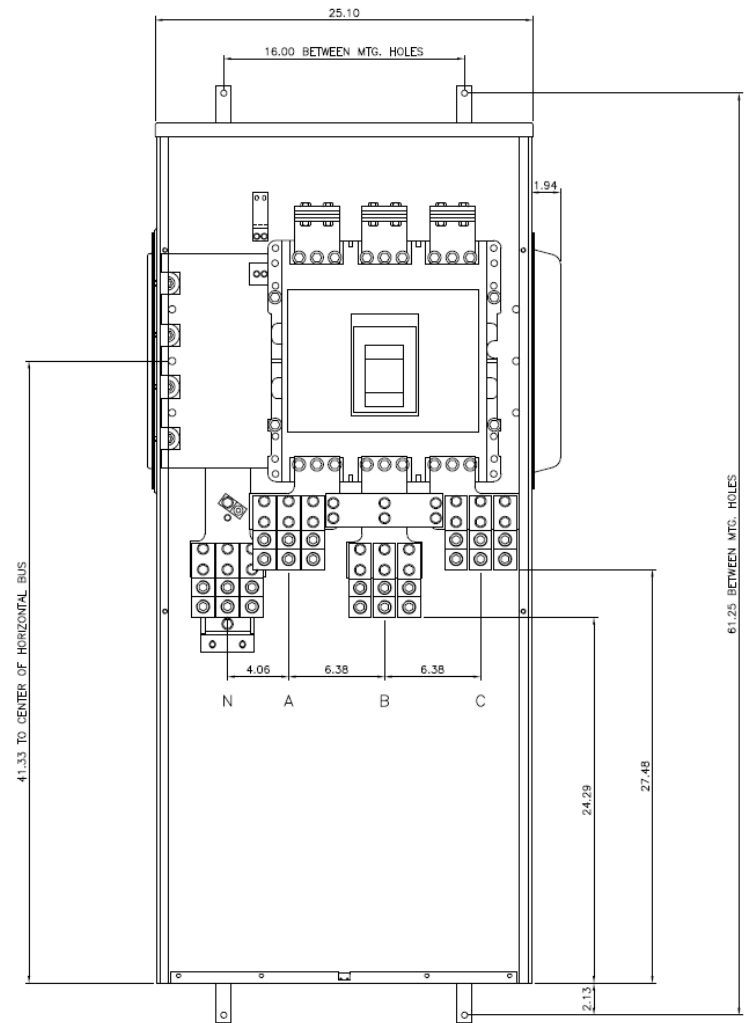 25.10
16.00 BETWEEN MTG. HOLES
1.94
61.25 BETWEEN MTG. HOLES
41.33 TO CENTER OF HORIZONTAL BUS
4.06
6.38
6.38
N
A
B
C
27.48
24.29
2.13